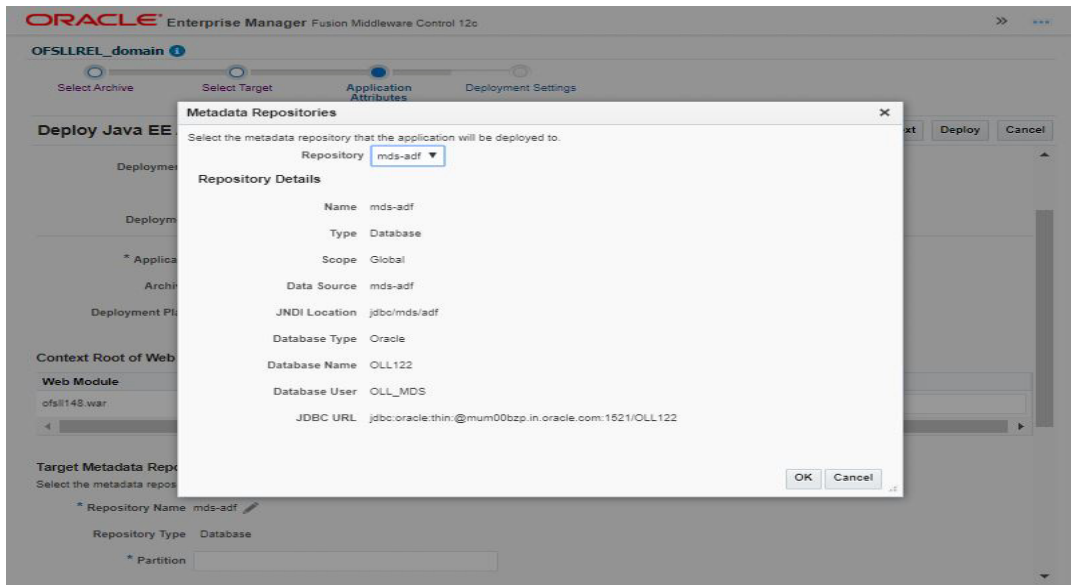 ORACLE Enterprise Manager Fusion Middleware Control 12c
OFSLLREL_domain
Select Archive Select Target Application Attributes Deployment Settings
Metadata Repositories
Deploy Java EE Deploy Cancel
Select the metadata repository that the application will be deployed to.
Repository mds-adf
Repository Details
Name mds-adf
Type Database
Scope Global
Data Source mds-adf
JNDI Location jdbc/mds/adf
Database Type Oracle
Database Name OLL122
Database User OLL_MDS
JDBC URL jdbc:oracle:thin:@mum00bzp.in.oracle.com:1521/OLL122
OK Cancel
Deploym
* Applica
Archi
Deployment Pl
Context Root of Web
Web Module
ofsll148.war
Target Metadata Repo
Select the metadata repos
* Repository Name mds-adf
Repository Type Database
* Partition